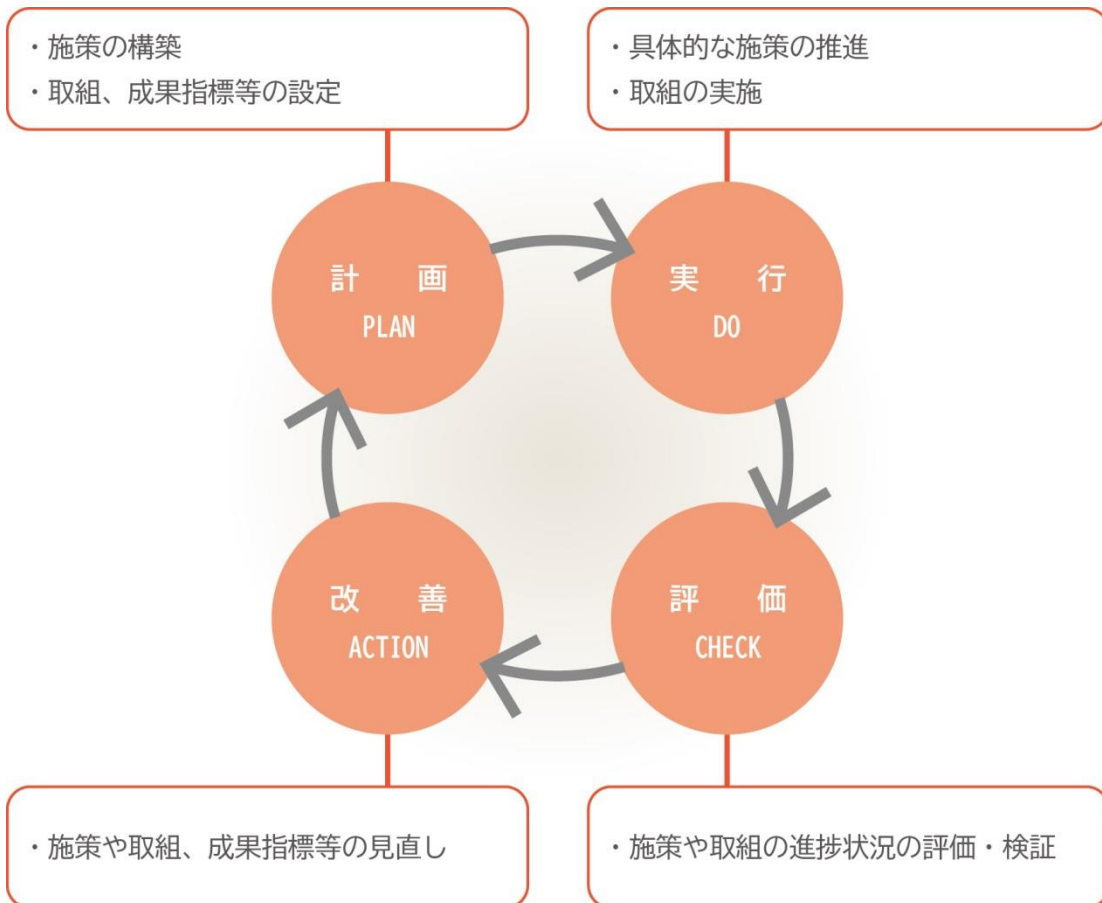 ・施策の構築
・取組、成果指標等の設定
・具体的な施策の推進
・取組の実施
計　画
PLAN
実　行
DO
改　善
ACTION
評　価
CHECK
・施策や取組、成果指標等の見直し
・施策や取組の進捗状況の評価・検証